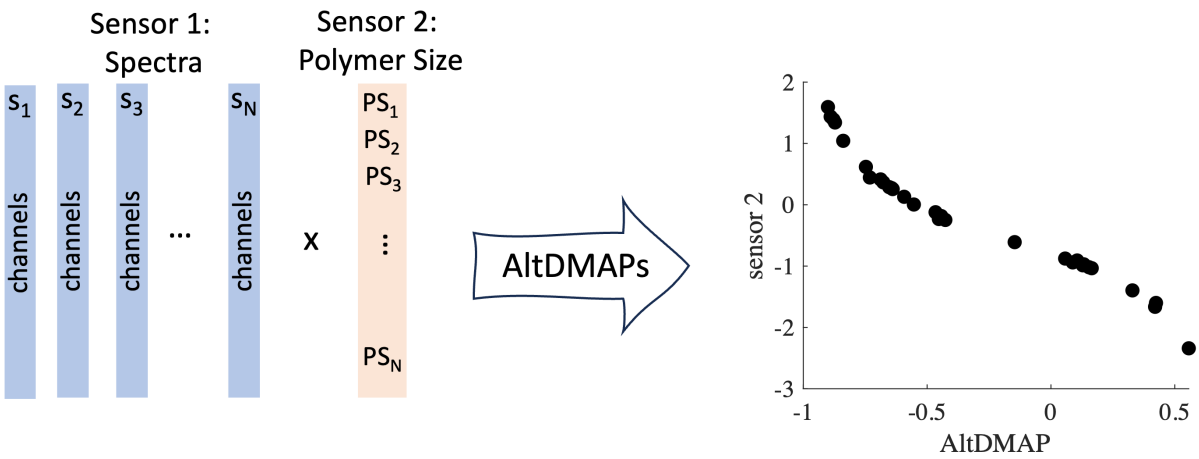 Sensor 1:
Spectra
Sensor 2:
Polymer Size
s1
s2
s3
sN
channels
channels
channels
...
channels
x
PS1
PS2
PS3
⋮
PSN
AltDMAPs
2
1
0
-1
-2
-3
sensor 2
-1
-0.5
0
0.5
AltDMAP